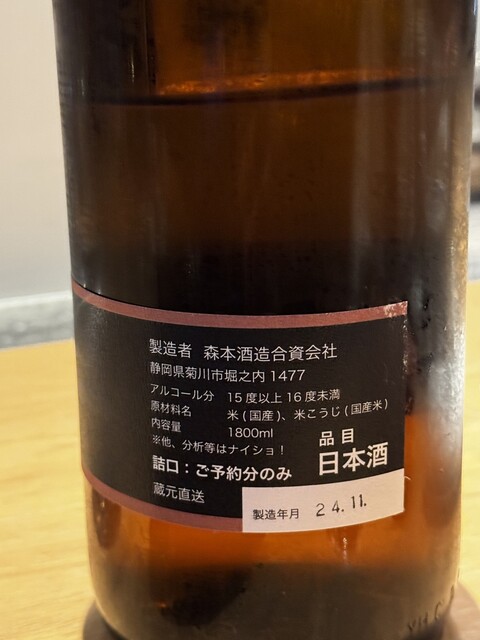 製造者 森本酒造合資会社
静岡県菊川市堀之内1477
アルコール分 15度以上16度未満
原材料名 米(国産)、米こうじ(国産米)
内容量 1800ml
※他、分析等はナイショ!
品目
日本酒
詰口:ご予約分のみ
蔵元直送
製造年月 24.11.